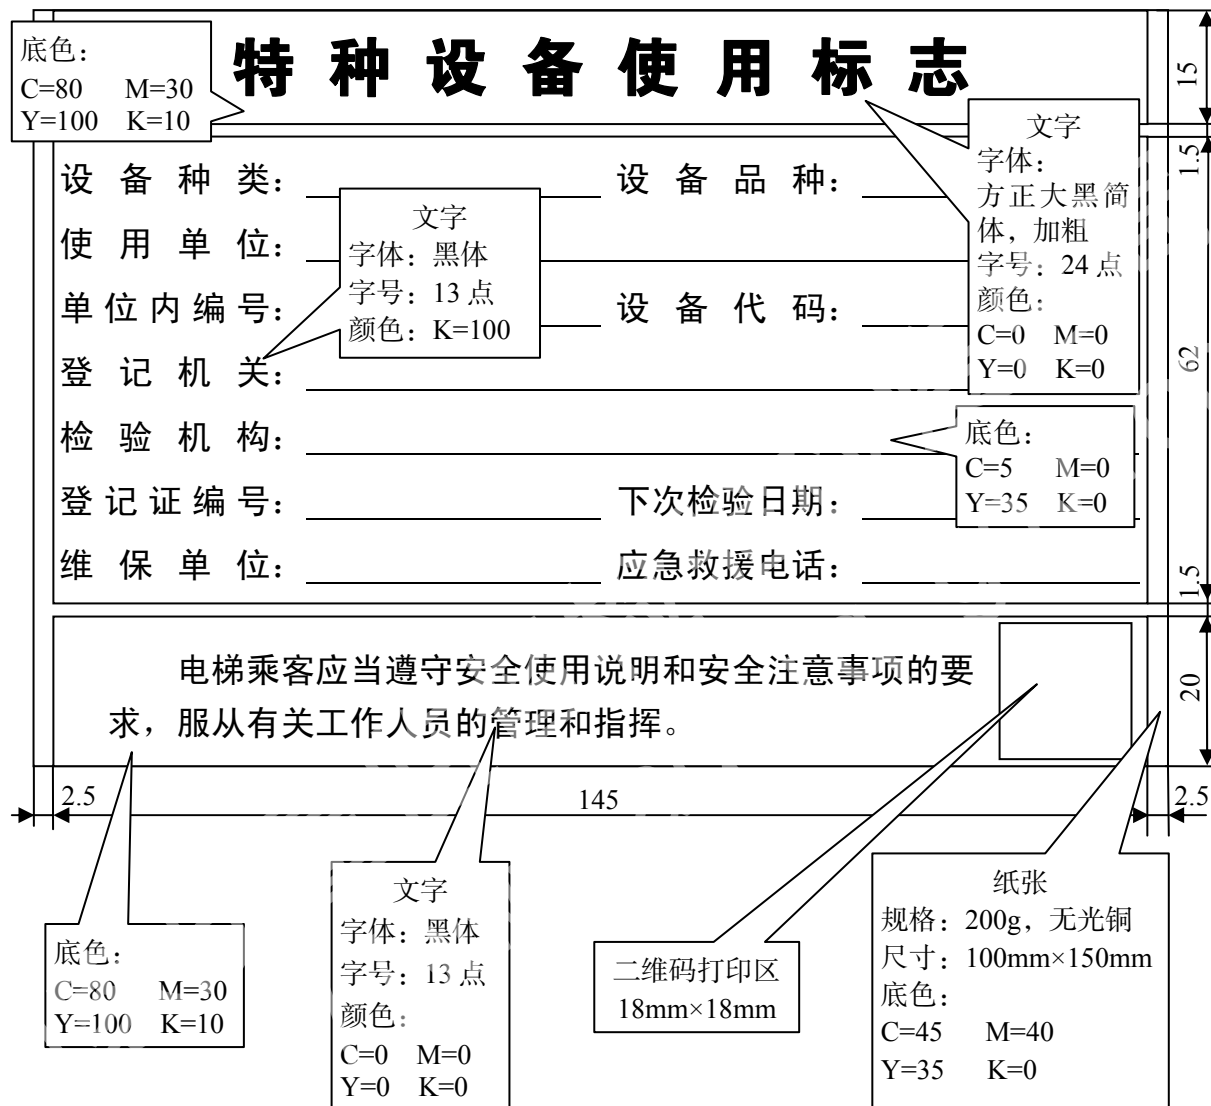 特种设备使用标志
底色：
C=80 M=30
Y=100 K=10
15
文字
字体：
方正大黑简
体，加粗
字号：24 点
颜色：
C=0 M=0
Y=0 K=0
1.5
设备种类： 设备品种：
使用单位：
单位内编号： 设备代码：
登记机关：
检验机构：
登记证编号： 下次检验日期：
维保单位： 应急救援电话：
文字
字体：黑体
字号：13 点
颜色：K=100
62
底色：
C=5 M=0
Y=35 K=0
1.5
电梯乘客应当遵守安全使用说明和安全注意事项的要
求，服从有关工作人员的管理和指挥。
20
2.5 145 2.5
底色：
C=80 M=30
Y=100 K=10
文字
字体：黑体
字号：13 点
颜色：
C=0 M=0
Y=0 K=0
二维码打印区
18mm×18mm
纸张
规格：200g，无光铜
尺寸：100mm×150mm
底色：
C=45 M=40
Y=35 K=0